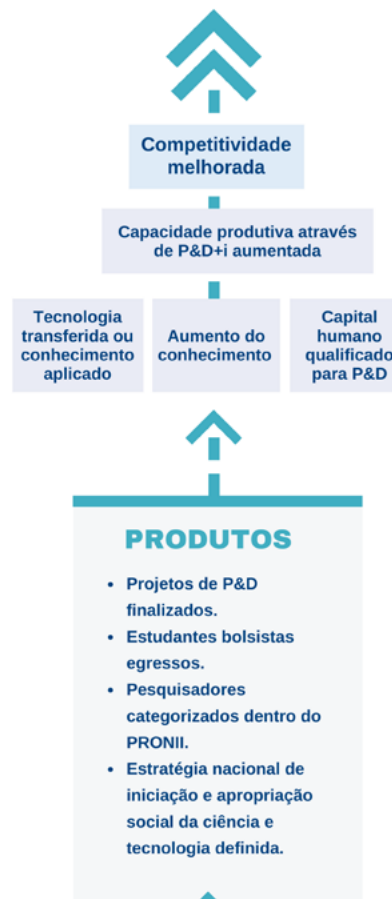 Competitividade
melhorada
Capacidade produtiva através
de P&D+i aumentada
Tecnologia
transferida ou
conhecimento
aplicado
Aumento do
conhecimento
Capital
humano
qualificado
para P&D
PRODUTOS
• Projetos de P&D
finalizados.
• Estudantes bolsistas
egressos.
• Pesquisadores
categorizados dentro do
PRONII.
• Estratégia nacional de
iniciação e apropriação
social da ciência e
tecnologia definida.